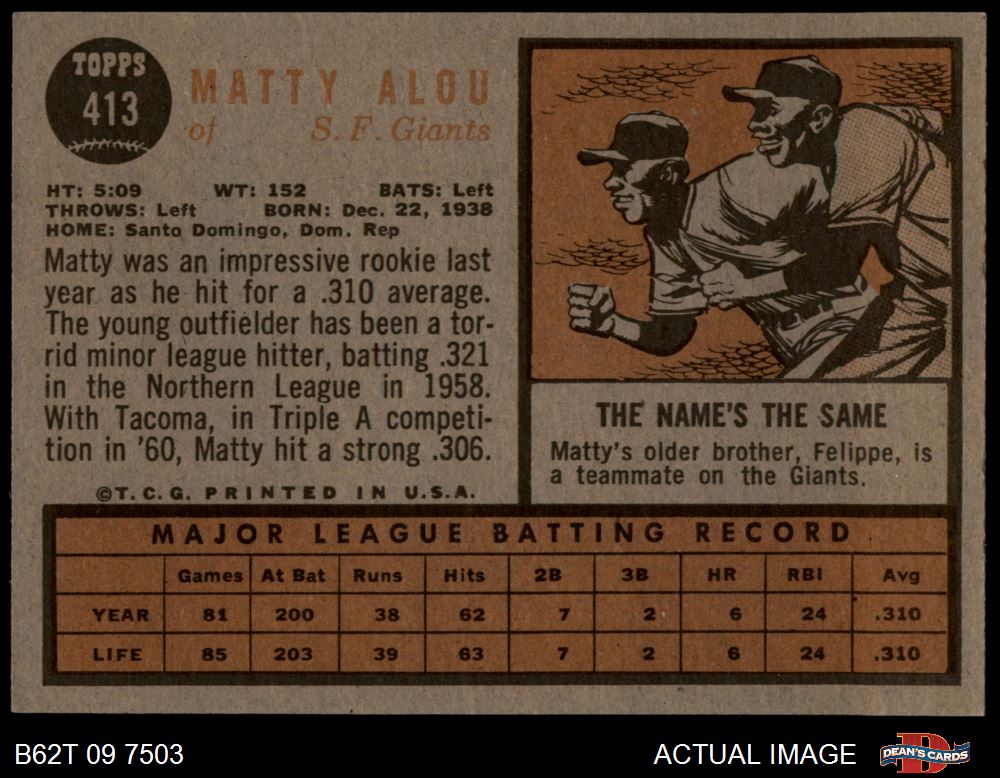 TOPPS
413
MATTY ALOU
of S. F. Giants
HT: 5:09 WT: 152 BATS: Left
THROWS: Left BORN: Dec. 22, 1938
HOME: Santo Domingo, Dom. Rep
Matty was an impressive rookie last
year as he hit for a .310 average.
The young outfielder has been a tor-
rid minor league hitter, batting .321
in the Northern League in 1958.
With Tacoma, in Triple A competi-
tion in '60, Matty hit a strong .306.
©T.C.G. PRINTED IN U.S.A.
THE NAME'S THE SAME
Matty's older brother, Felippe, is
a teammate on the Giants.
MAJOR LEAGUE BATTING RECORD
Games At Bat Runs Hits 2B 3B HR RBI Avg
YEAR 81 200 38 62 7 2 6 24 .310
LIFE 85 203 39 63 7 2 6 24 .310
B62T 09 7503
ACTUAL IMAGE
DEAN'S CARDS